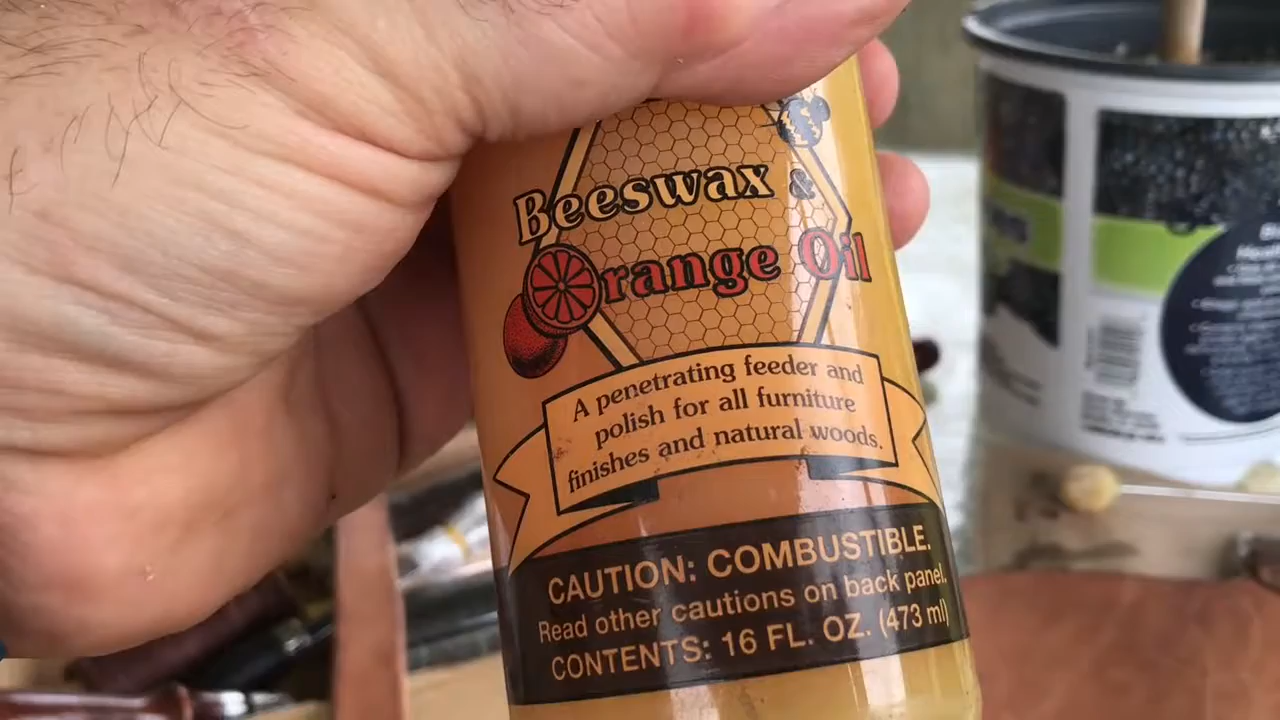 Beeswax &
Orange Oil
A penetrating feeder and
polish for all furniture
finishes and natural woods.
CAUTION: COMBUSTIBLE.
Read other cautions on back panel.
CONTENTS: 16 FL. OZ. (473 ml)